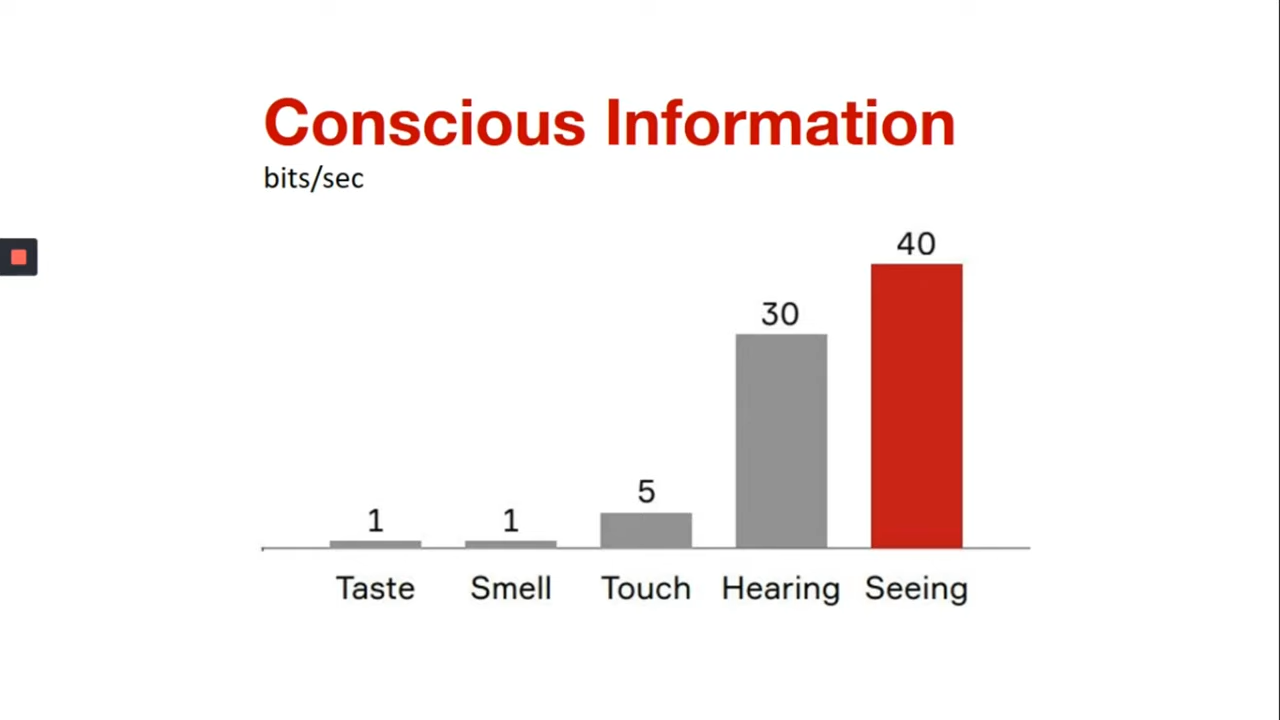 Conscious Information
bits/sec
40
30
5
1 1
Taste Smell Touch Hearing Seeing